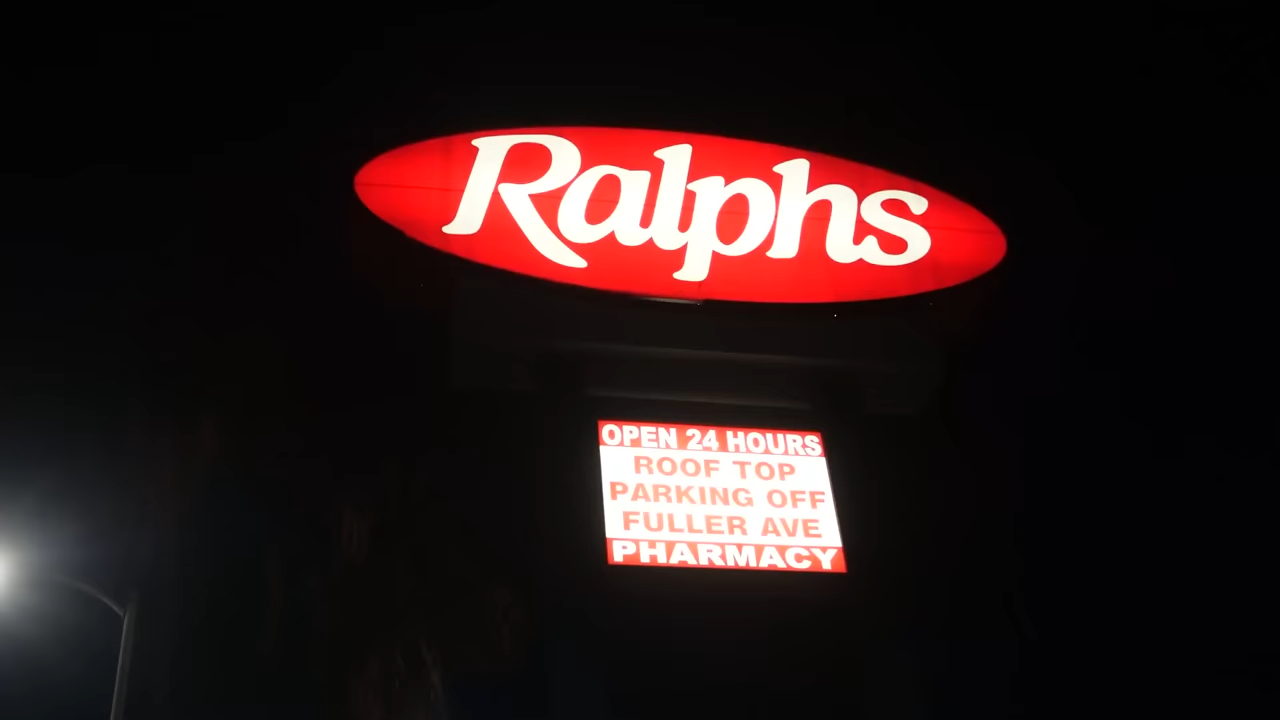 Ralphs
OPEN 24 HOURS
ROOF TOP
PARKING OFF
FULLER AVE
PHARMACY